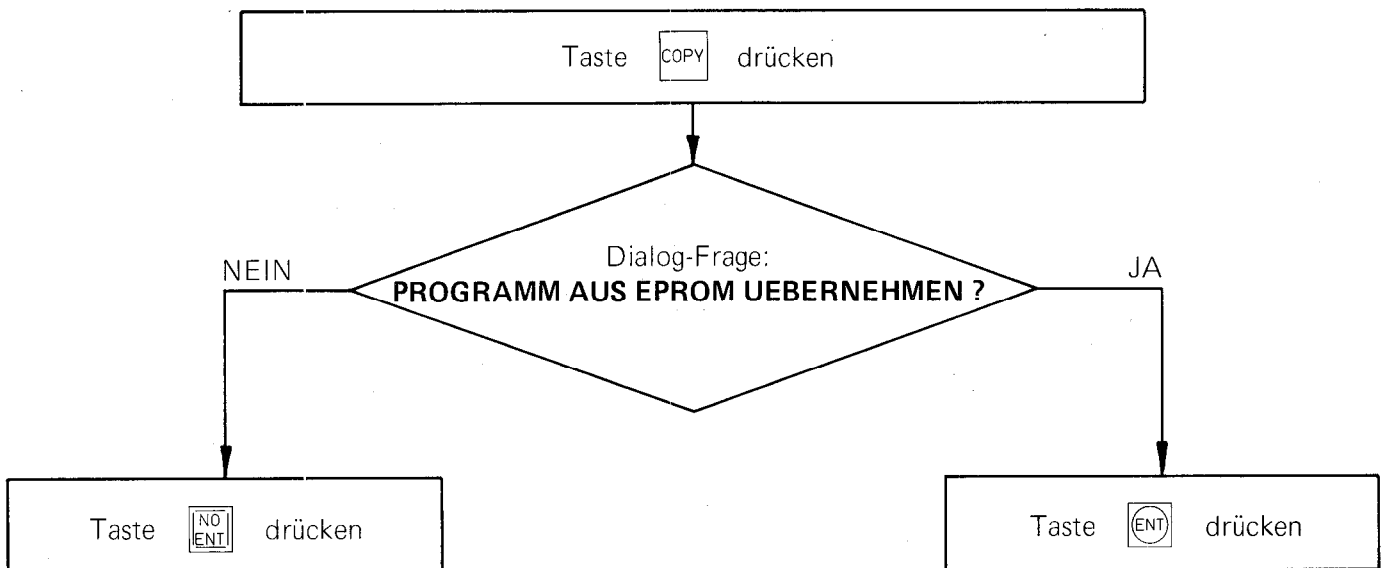 Taste COPY drücken
Dialog-Frage:
NEIN
JA
PROGRAMM AUS EPROM UEBERNEHMEN ?
Taste NO ENT drücken
Taste ENT drücken